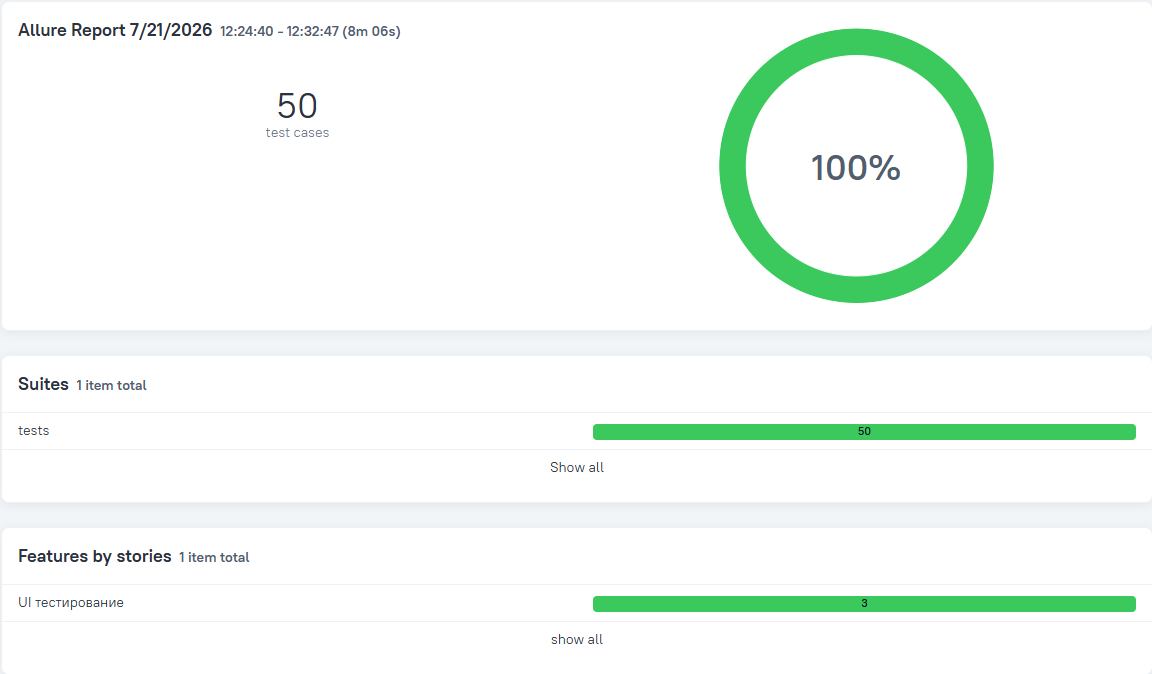 Allure Report 7/21/2026 12:24:40 - 12:32:47 (8m 06s)
50
test cases
100%
Suites 1 item total
tests 50
Show all
Features by stories 1 item total
UI тестирование 3
show all